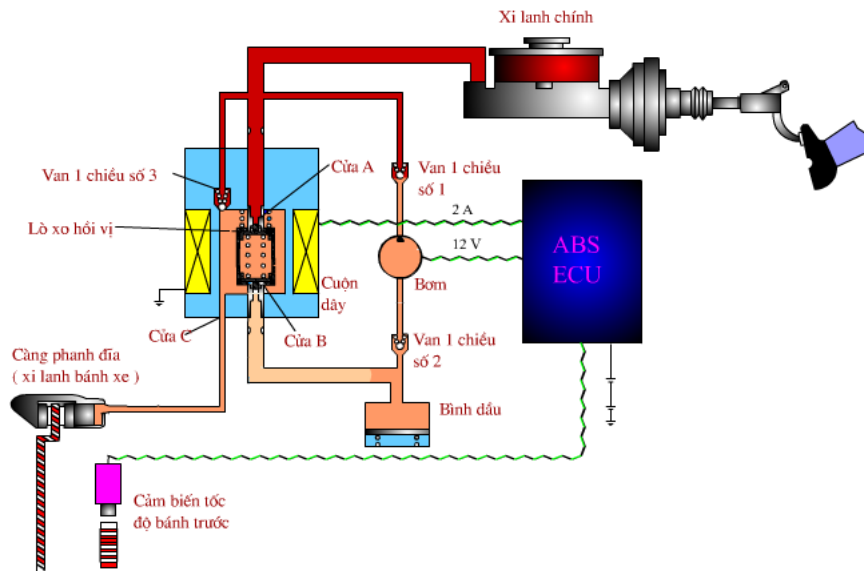 Xi lanh chính
Van 1 chiều số 3
Cửa A
Van 1 chiều
số 1
2 A
Lò xo hồi vị
12 V
ABS
ECU
Cuộn
dây
Bơm
Cửa C
Cửa B
Van 1 chiều
số 2
Càng phanh đĩa
( xi lanh bánh xe )
Bình dầu
Cảm biến tốc
độ bánh trước